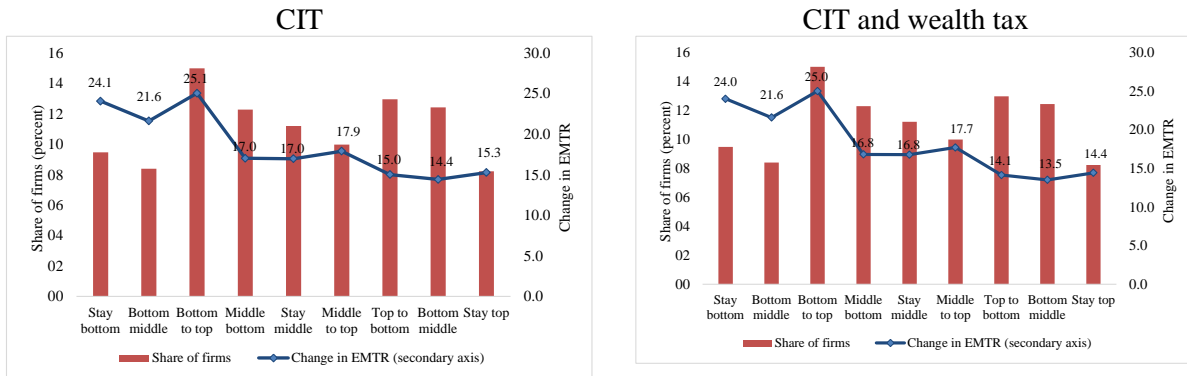 CIT
Share of firms (percent)
16
14
12
10
08
06
04
02
00
24.1
21.6
25.1
17.0
17.0
17.9
15.0
14.4
15.3
30.0
25.0
20.0
15.0
10.0
5.0
0.0
Change in EMTR
Stay bottom
Bottom middle
Bottom to top
Middle bottom
Stay middle
Middle to top
Top to bottom
Bottom middle
Stay top
Share of firms
Change in EMTR (secondary axis)
CIT and wealth tax
Share of firms (percent)
16
14
12
10
08
06
04
02
00
24.0
21.6
25.0
16.8
16.8
17.7
14.1
13.5
14.4
30.0
25.0
20.0
15.0
10.0
5.0
0.0
Change in EMTR
Stay bottom
Bottom middle
Bottom to top
Middle bottom
Stay middle
Middle to top
Top to bottom
Bottom middle
Stay top
Share of firms
Change in EMTR (secondary axis)